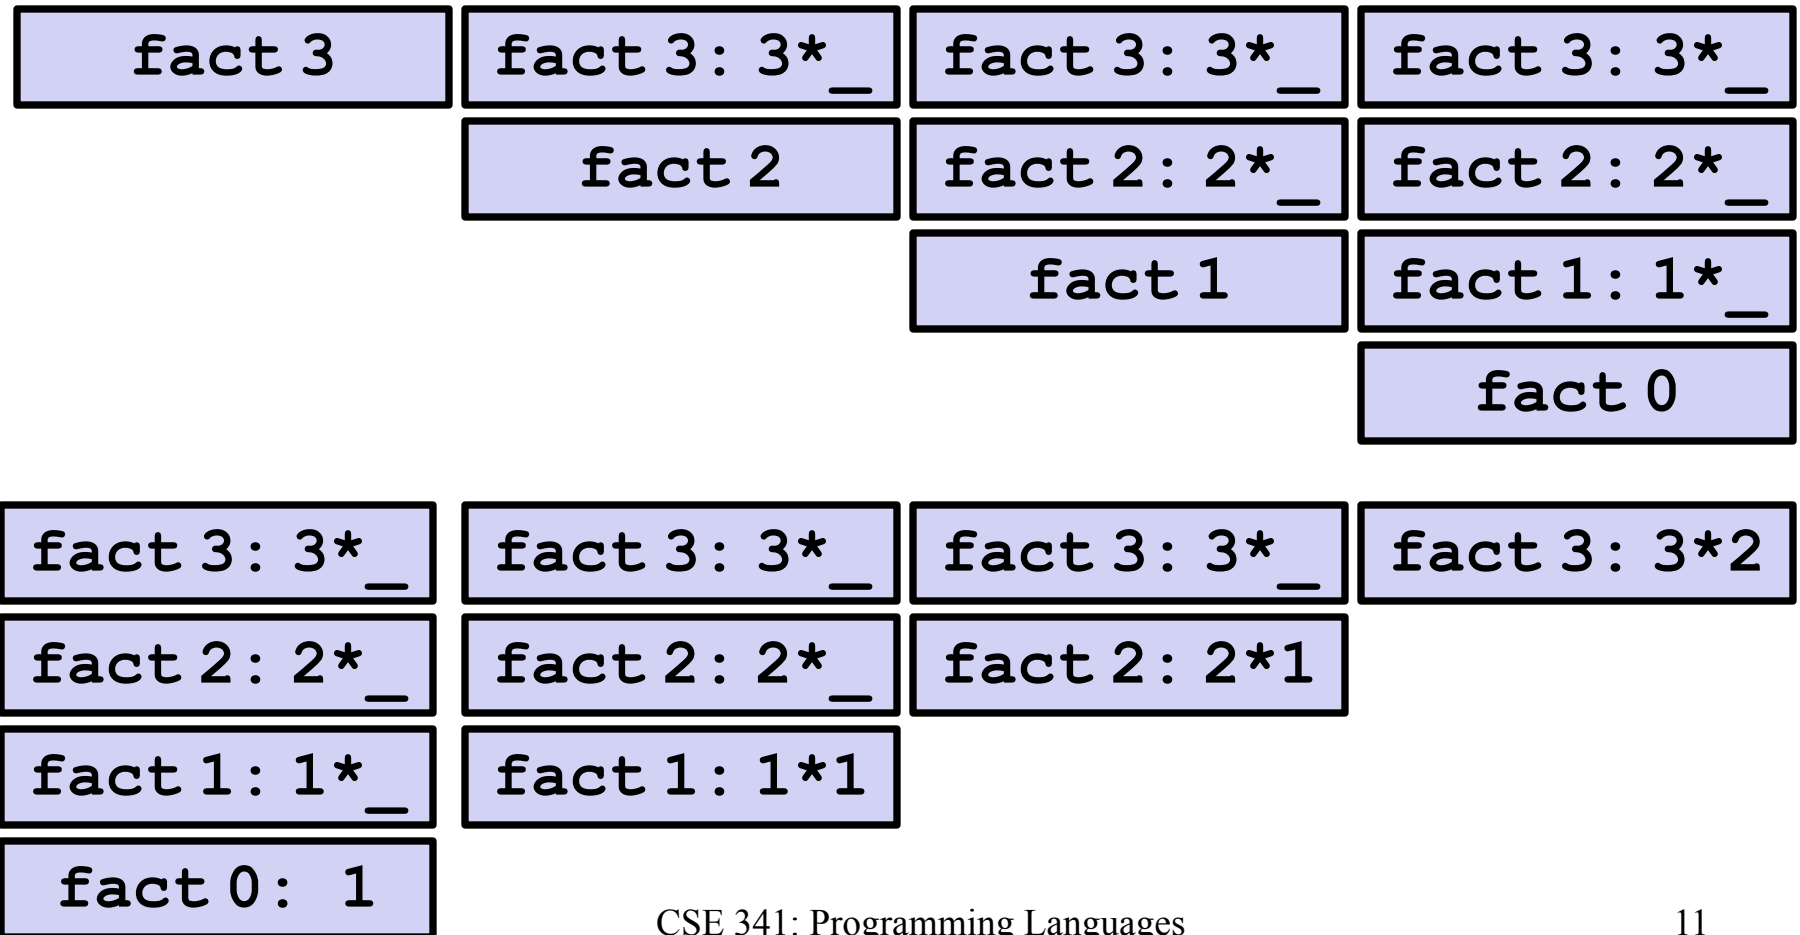 fact 3 fact 3: 3*_ fact 3: 3*_ fact 3: 3*_
fact 2 fact 2: 2*_ fact 2: 2*_
fact 1 fact 1: 1*_
fact 0
fact 3: 3*_ fact 3: 3*_ fact 3: 3*_ fact 3: 3*2
fact 2: 2*_ fact 2: 2*_ fact 2: 2*1
fact 1: 1*_ fact 1: 1*1
fact 0: 1
CSE 341: Programming Languages 11